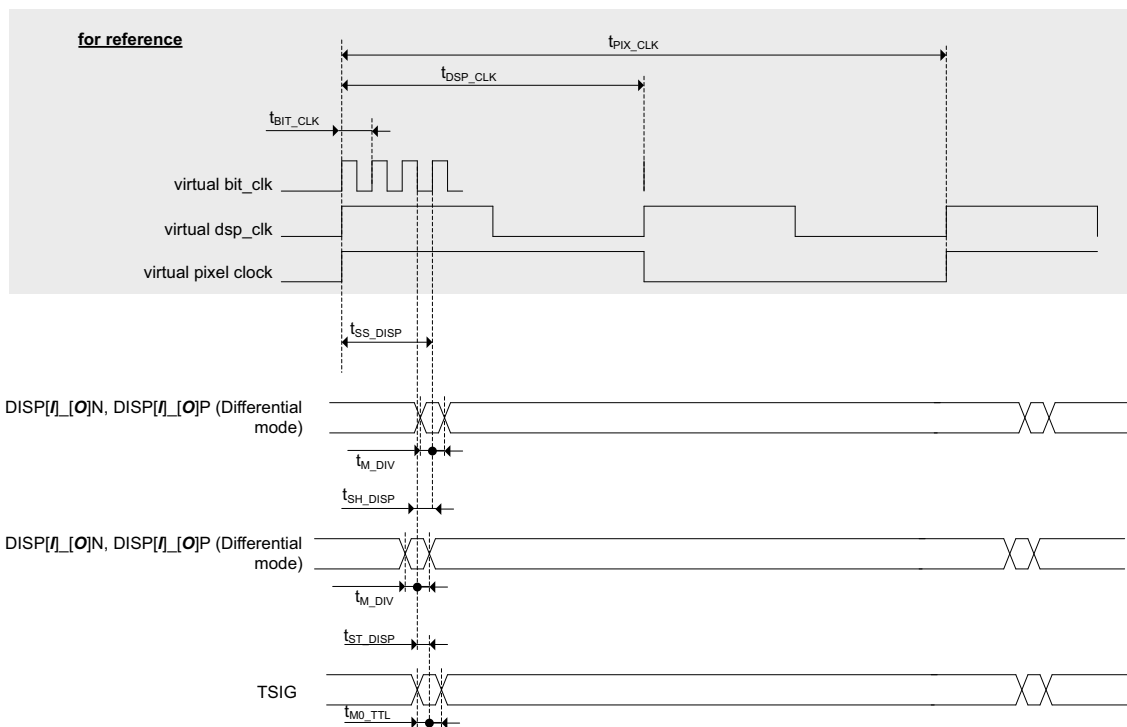 for reference
tPIX_CLK
tDSP_CLK
tBIT_CLK
virtual bit_clk
virtual dsp_clk
virtual pixel clock
tSS_DISP
DISP[I]_[O]N, DISP[I]_[O]P (Differential
mode)
tM_DIV
tSH_DISP
DISP[I]_[O]N, DISP[I]_[O]P (Differential
mode)
tM_DIV
tST_DISP
TSIG
tM0_TTL